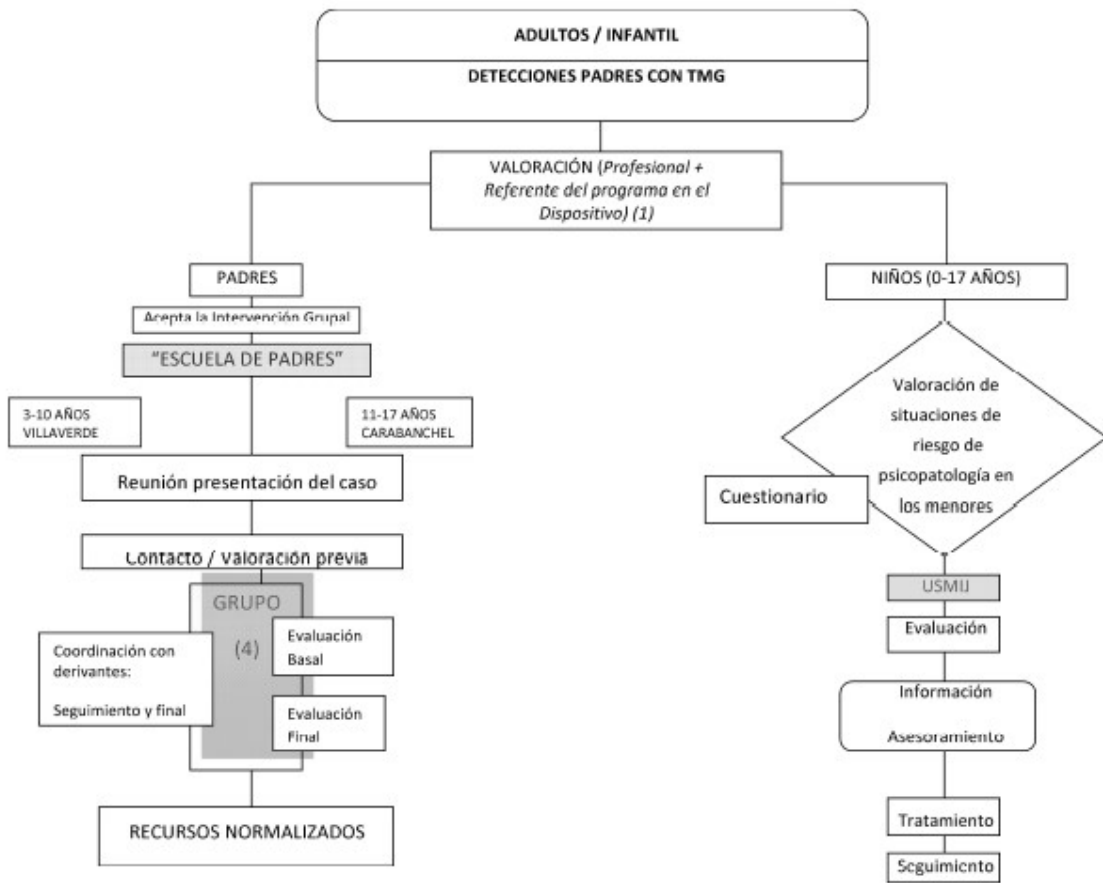 ADULTOS / INFANTIL
DETECCIONES PADRES CON TMG
VALORACIÓN (Profesional +
Referente del programa en el
Dispositivo) (1)
PADRES
Acepta la Intervención Grupal
"ESCUELA DE PADRES"
3-10 AÑOS
VILLAVERDE
11-17 AÑOS
CARABANCHEL
Reunión presentación del caso
Contacto / Valoración previa
GRUPO
(4)
Coordinación con
derivantes:
Seguimiento y final
Evaluación
Basal
Evaluación
Final
RECURSOS NORMALIZADOS
NIÑOS (0-17 AÑOS)
Valoración de
situaciones de
riesgo de
psicopatología en
los menores
Cuestionario
USMIJ
Evaluación
Información
Asesoramiento
Tratamiento
Seguimiento